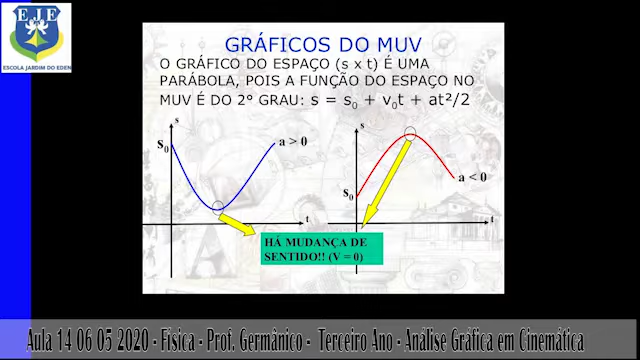 EJE
ESCOLA JARDIM DO EDEN
GRÁFICOS DO MUV
O GRÁFICO DO ESPAÇO (s x t) É UMA
PARÁBOLA, POIS A FUNÇÃO DO ESPAÇO NO
MUV É DO 2° GRAU: s = s₀ + v₀t + at²/2
s
s₀
a > 0
t
s
s₀
a < 0
t
HÁ MUDANÇA DE
SENTIDO!! (V = 0)
Aula 14 06 05 2020 - Física - Prof. Germânico - Terceiro Ano - Análise Gráfica em Cinemática